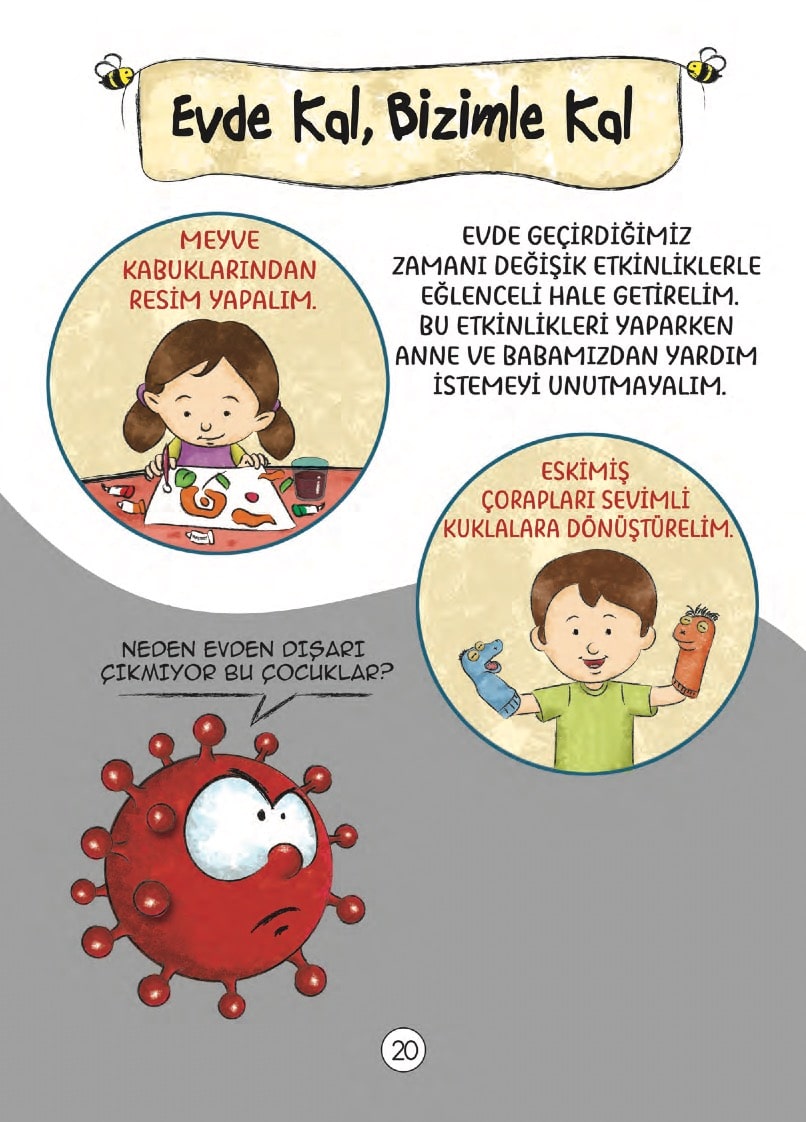 Evde Kal, Bizimle Kal
MEYVE
KABUKLARINDAN
RESİM YAPALIM.
EVDE GEÇİRDİĞİMİZ
ZAMANI DEĞİŞİK ETKİNLİKLERLE
EĞLENCELİ HALE GETİRELİM.
BU ETKİNLİKLERİ YAPARKEN
ANNE VE BABAMIZDAN YARDIM
İSTEMEYİ UNUTMAYALIM.
ESKİMİŞ
ÇORAPLARI SEVİMLİ
KUKLALARA DÖNÜŞTÜRELİM.
NEDEN EVDEN DIŞARI
ÇIKMIYOR BU ÇOCUKLAR?
20